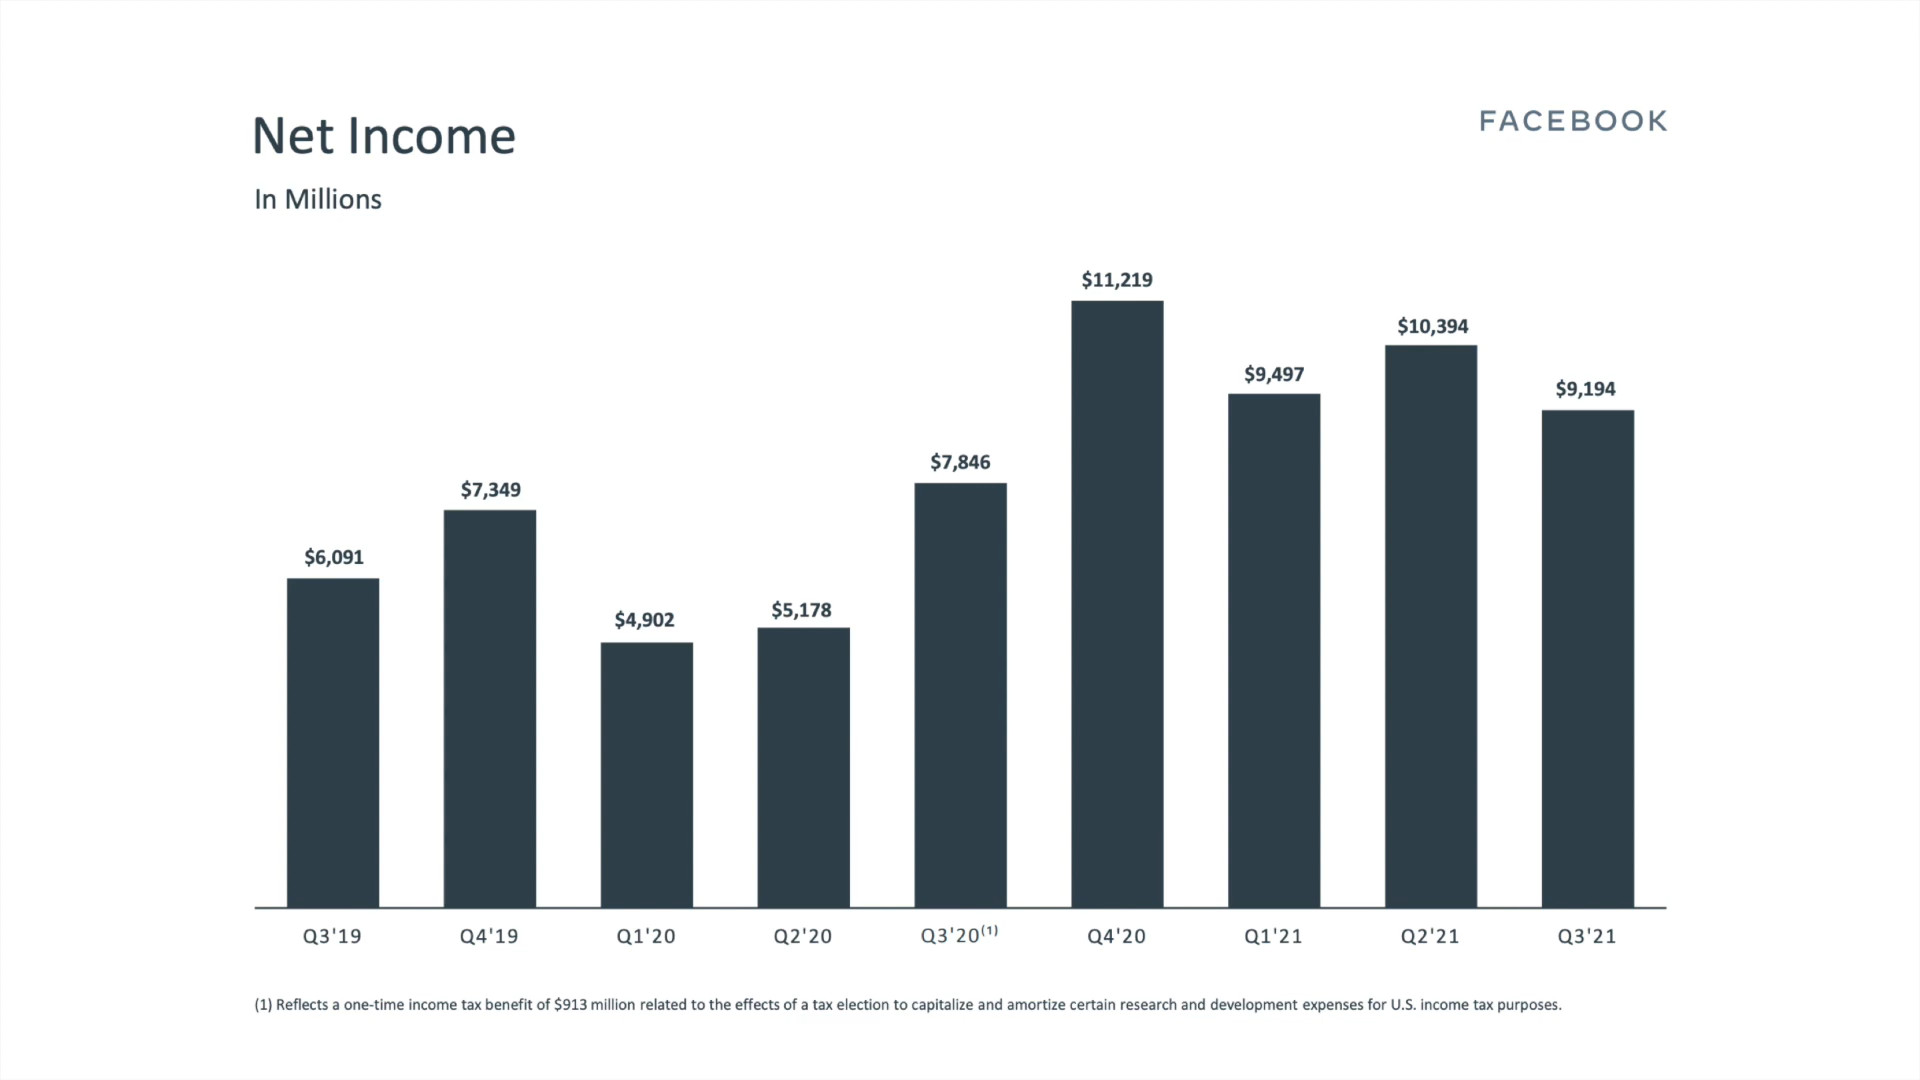 Net Income
FACEBOOK
In Millions
$11,219
$10,394
$9,497
$9,194
$7,846
$7,349
$6,091
$5,178
$4,902
Q3'19 Q4'19 Q1'20 Q2'20 Q3'20(1) Q4'20 Q1'21 Q2'21 Q3'21
(1) Reflects a one-time income tax benefit of $913 million related to the effects of a tax election to capitalize and amortize certain research and development expenses for U.S. income tax purposes.